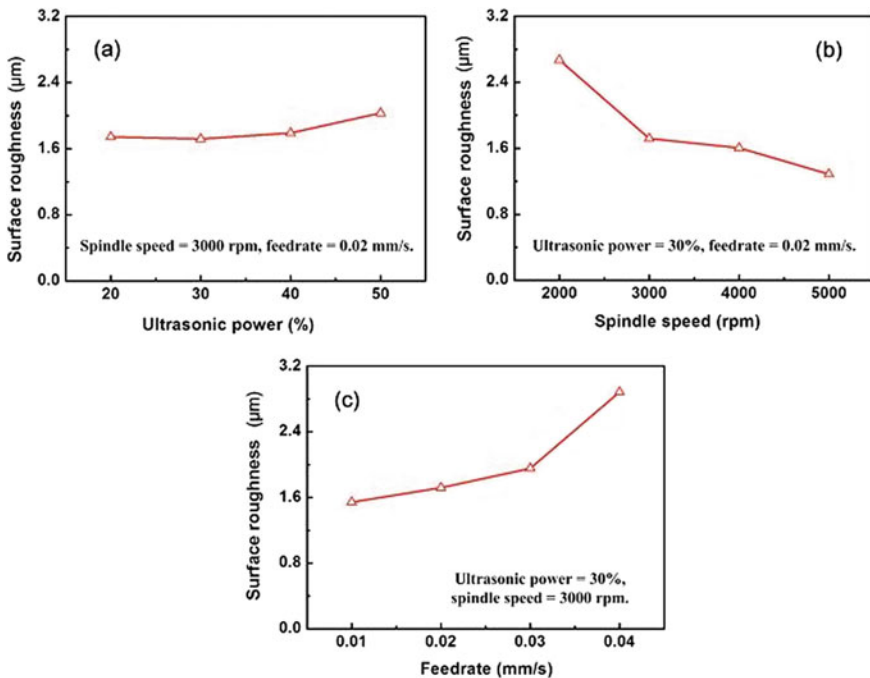 (a)
Surface roughness (μm)
3.2
2.4
1.6
0.8
0.0
Spindle speed = 3000 rpm, feedrate = 0.02 mm/s.
20 30 40 50
Ultrasonic power (%)
(b)
Surface roughness (μm)
3.2
2.4
1.6
0.8
0.0
Ultrasonic power = 30%, feedrate = 0.02 mm/s.
2000 3000 4000 5000
Spindle speed (rpm)
(c)
Surface roughness (μm)
3.2
2.4
1.6
0.8
0.0
Ultrasonic power = 30%,
spindle speed = 3000 rpm.
0.01 0.02 0.03 0.04
Feedrate (mm/s)